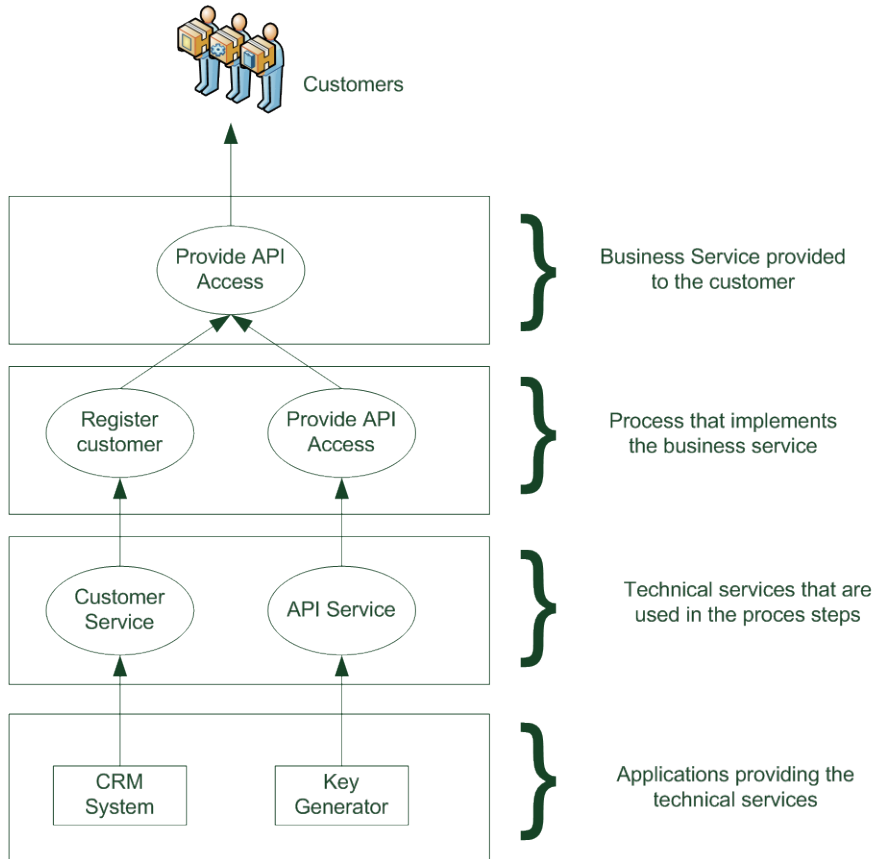 Customers
Provide API
Access
Business Service provided
to the customer
Register
customer
Provide API
Access
Process that implements
the business service
Customer
Service
API Service
Technical services that are
used in the proces steps
CRM
System
Key
Generator
Applications providing the
technical services